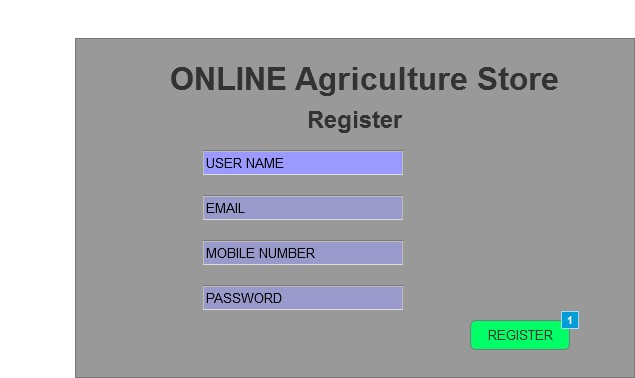 ONLINE Agriculture Store
Register
USER NAME
EMAIL
MOBILE NUMBER
PASSWORD
1
REGISTER